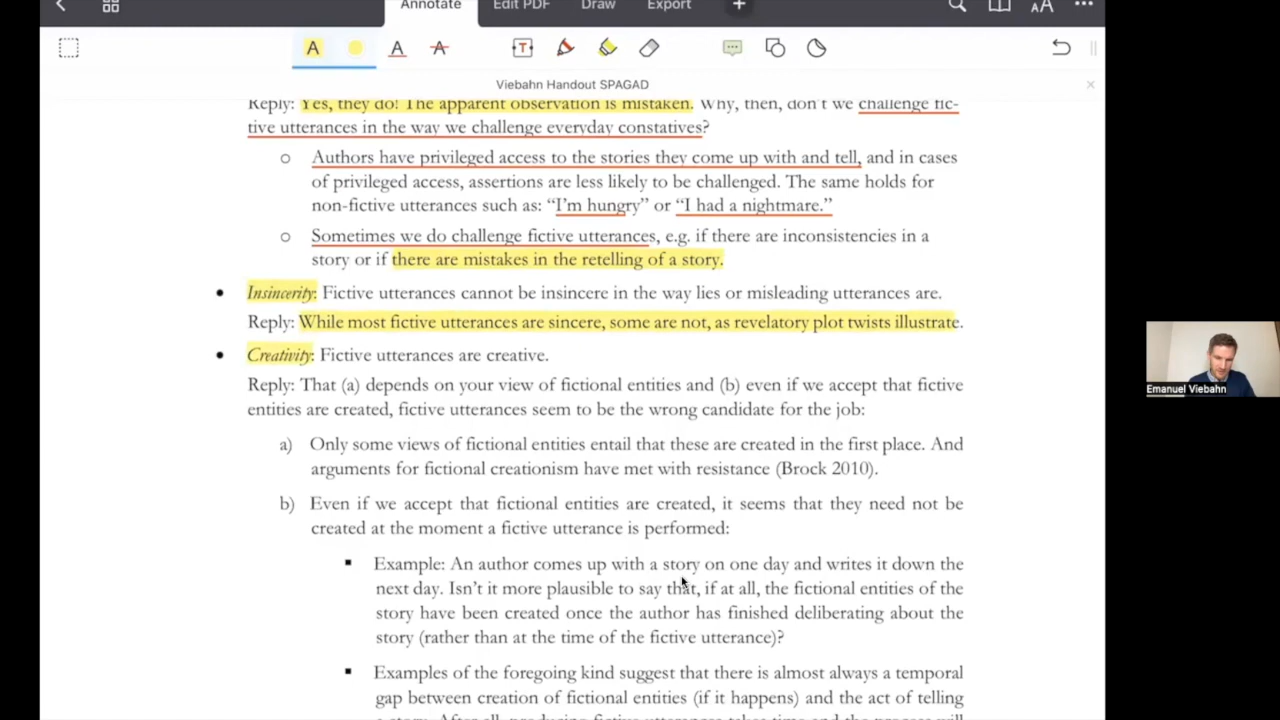 Annotate Edit PDF Draw Export + AA
A A A T
Viebahn Handout SPAGAD ×
Reply: Yes, they do! The apparent observation is mistaken. Why, then, don't we challenge fic-
tive utterances in the way we challenge everyday constatives?
o Authors have privileged access to the stories they come up with and tell, and in cases
of privileged access, assertions are less likely to be challenged. The same holds for
non-fictive utterances such as: “I'm hungry” or “I had a nightmare.”
o Sometimes we do challenge fictive utterances, e.g. if there are inconsistencies in a
story or if there are mistakes in the retelling of a story.
• Insincerity: Fictive utterances cannot be insincere in the way lies or misleading utterances are.
Reply: While most fictive utterances are sincere, some are not, as revelatory plot twists illustrate.
Emanuel Viebahn
• Creativity: Fictive utterances are creative.
Reply: That (a) depends on your view of fictional entities and (b) even if we accept that fictive
entities are created, fictive utterances seem to be the wrong candidate for the job:
a) Only some views of fictional entities entail that these are created in the first place. And
arguments for fictional creationism have met with resistance (Brock 2010).
b) Even if we accept that fictional entities are created, it seems that they need not be
created at the moment a fictive utterance is performed:
▪ Example: An author comes up with a story on one day and writes it down the
next day. Isn't it more plausible to say that, if at all, the fictional entities of the
story have been created once the author has finished deliberating about the
story (rather than at the time of the fictive utterance)?
▪ Examples of the foregoing kind suggest that there is almost always a temporal
gap between creation of fictional entities (if it happens) and the act of telling
a story. After all, producing fictive utterances takes time and the process will